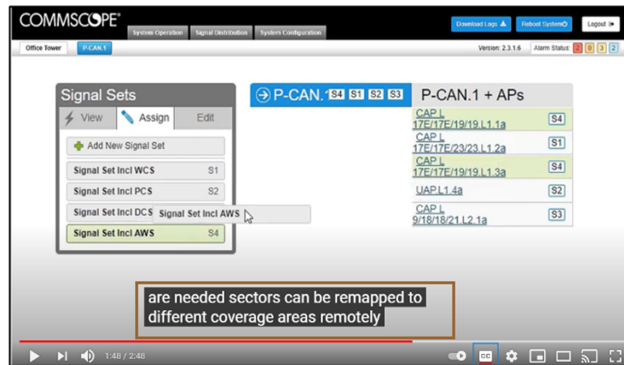 COMMSCOPE®
System Operation Signal Distribution System Configuration
Download Logs Reboot System Logout
Office Tower P-CAN.1
Version: 2.3.1.6 Alarm Status: 2 0 3 2
Signal Sets
View Assign Edit
Add New Signal Set
Signal Set Incl WCS S1
Signal Set Incl PCS S2
Signal Set Incl DCS
Signal Set Incl AWS
Signal Set Incl AWS S4
P-CAN.1 S4 S1 S2 S3
P-CAN.1 + APs
CAP L
17E/17E/19/19.L1.1a S4
CAP L
17E/17E/23/23.L1.2a S1
CAP L
17E/17E/19/19.L1.3a S4
UAP.L1.4a S2
CAP L
9/18/18/21.L2.1a S3
are needed sectors can be remapped to
different coverage areas remotely
1:48 / 2:48
CC